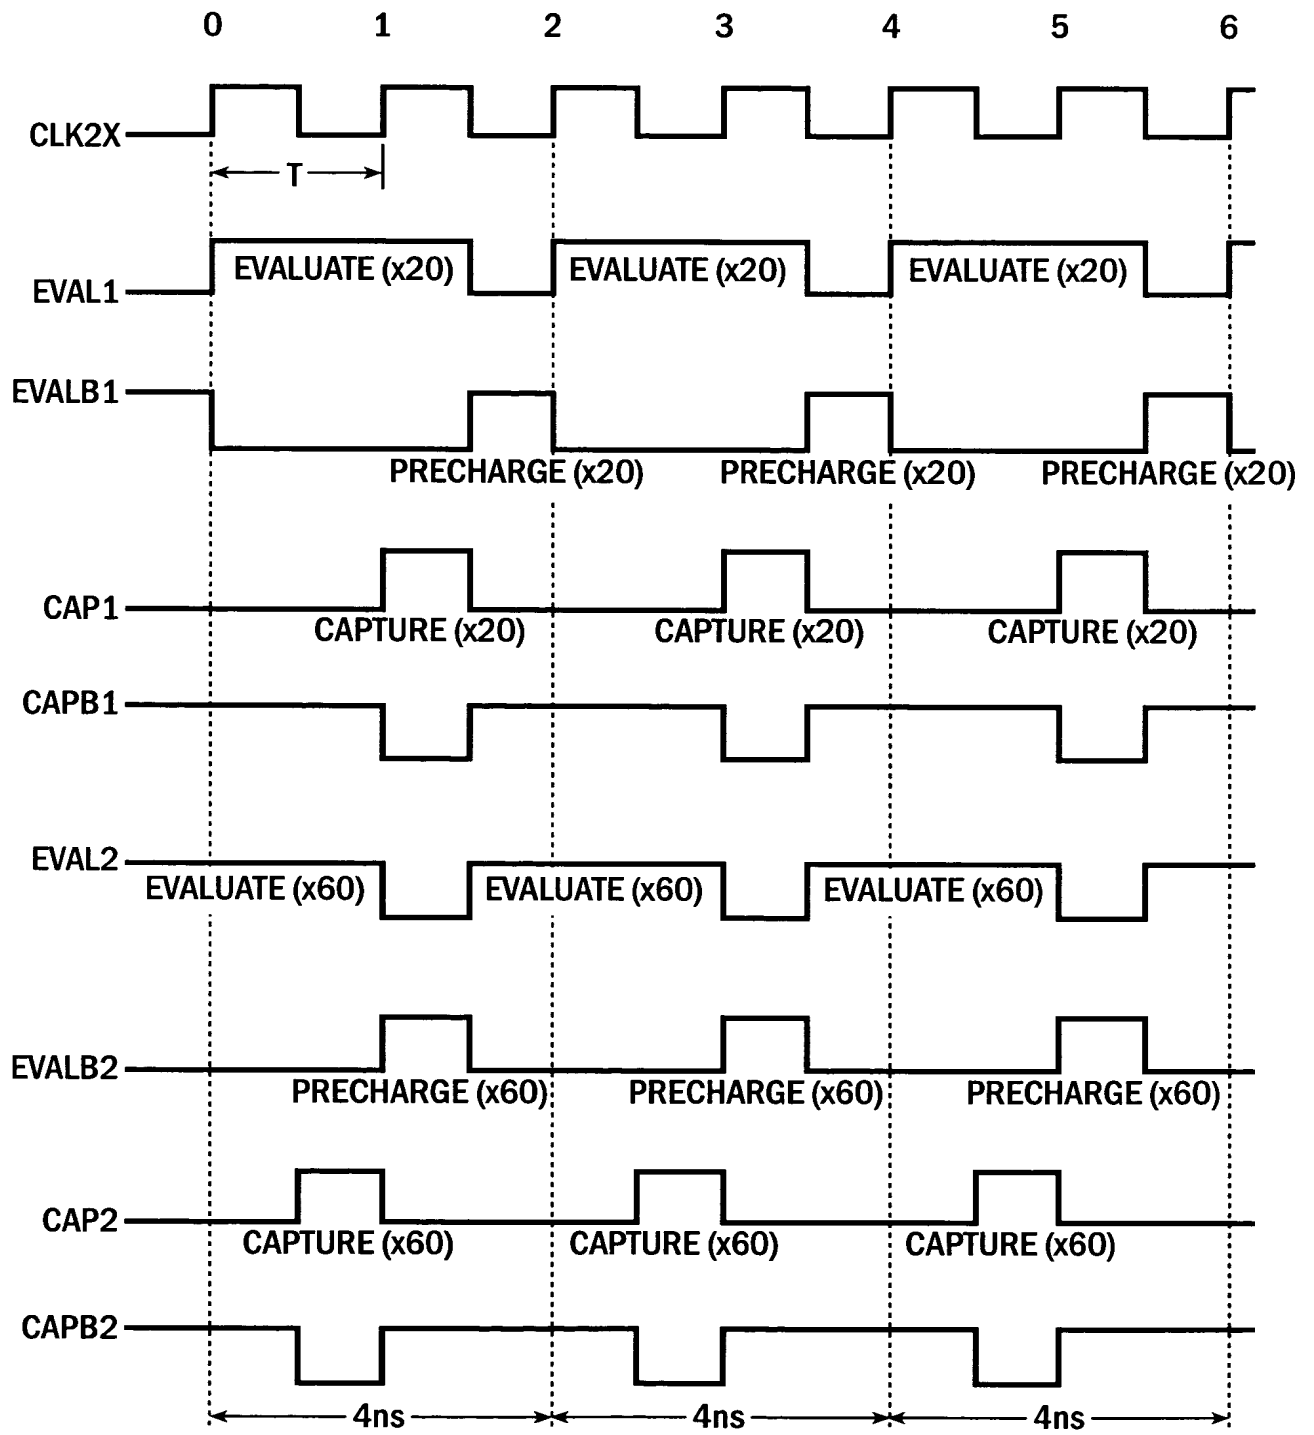 0 1 2 3 4 5 6
CLK2X
T
EVALUATE (x20) EVALUATE (x20) EVALUATE (x20)
EVAL1
EVALB1
PRECHARGE (x20) PRECHARGE (x20) PRECHARGE (x20)
CAP1
CAPTURE (x20) CAPTURE (x20) CAPTURE (x20)
CAPB1
EVAL2
EVALUATE (x60) EVALUATE (x60) EVALUATE (x60)
EVALB2
PRECHARGE (x60) PRECHARGE (x60) PRECHARGE (x60)
CAP2
CAPTURE (x60) CAPTURE (x60) CAPTURE (x60)
CAPB2
4ns 4ns 4ns